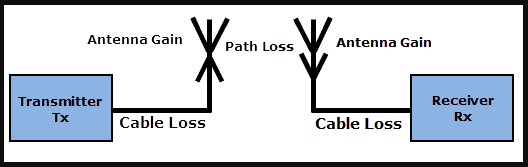 Antenna Gain
Path Loss
Antenna Gain
Transmitter
Tx
Cable Loss
Cable Loss
Receiver
Rx